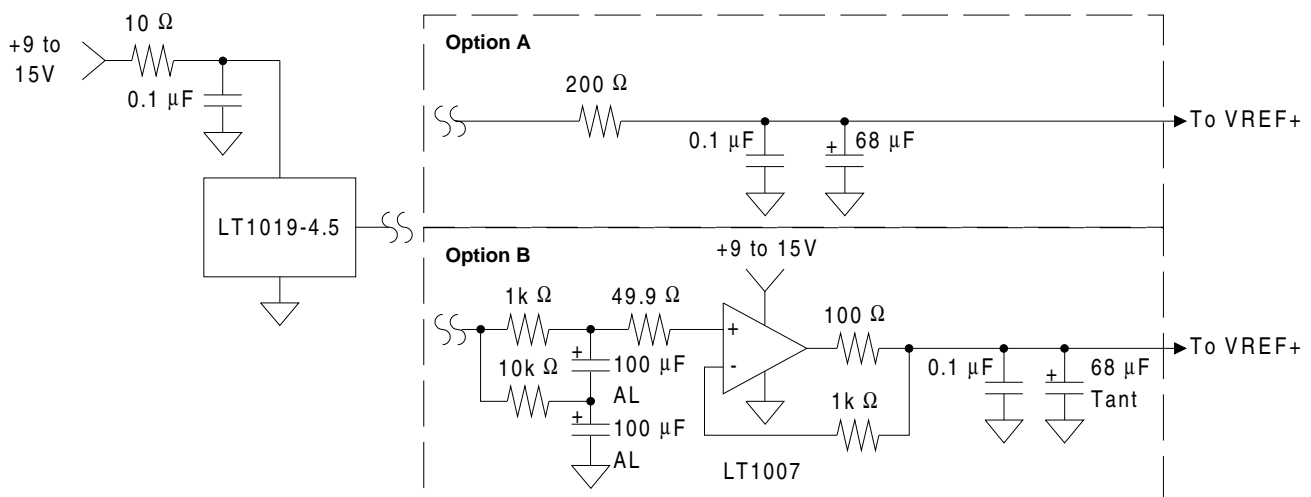 +9 to
15V
10 Ω
0.1 μF
LT1019-4.5
Option A
200 Ω
0.1 μF
+
68 μF
To VREF+
Option B
+9 to 15V
1k Ω
49.9 Ω
+
-
100 Ω
10k Ω
+
100 μF
AL
+
100 μF
AL
1k Ω
LT1007
0.1 μF
+
68 μF
Tant
To VREF+